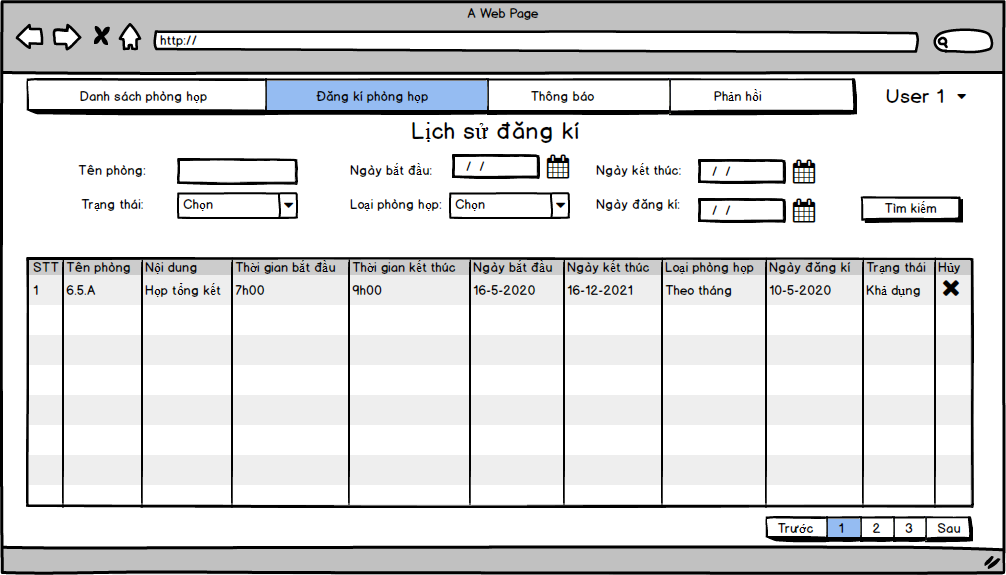 A Web Page
http://
Danh sách phòng họp Đăng kí phòng họp Thông báo Phản hồi User 1
Lịch sử đăng kí
Tên phòng: Ngày bắt đầu: / / Ngày kết thúc: / /
Trạng thái: Chọn Loại phòng họp: Chọn Ngày đăng kí: / / Tìm kiếm
STT Tên phòng Nội dung Thời gian bắt đầu Thời gian kết thúc Ngày bắt đầu Ngày kết thúc Loại phòng họp Ngày đăng kí Trạng thái Hủy
1 6.5.A Họp tổng kết 7h00 9h00 16-5-2020 16-12-2021 Theo tháng 10-5-2020 Khả dụng
Trước 1 2 3 Sau